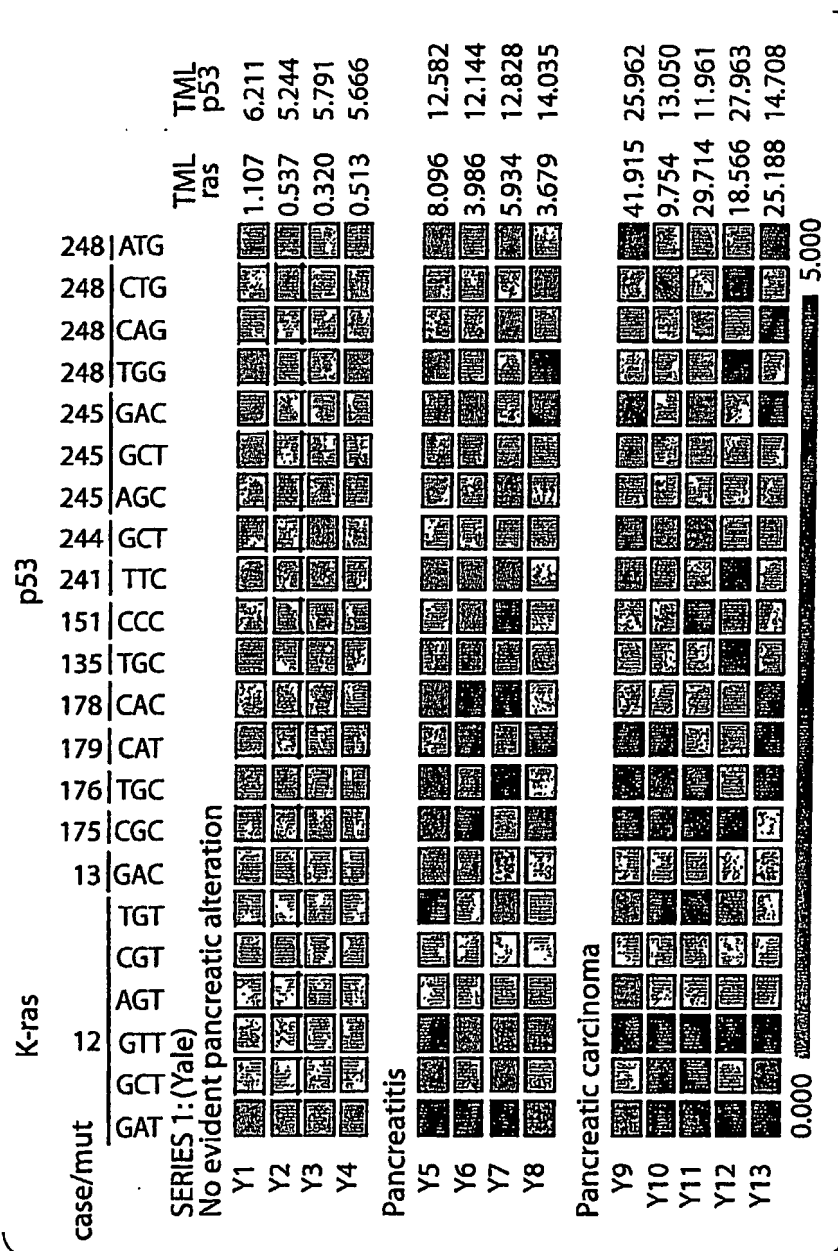 K-ras p53
case/mut 12 13 175 176 179 178 135 151 241 244 245 245 245 248 248 248 248
GAT GCT GTT AGT CGT TGT GAC CGC TGC CAT CAC TGC CCC TTC GCT AGC GCT GAC TGG CAG CTG ATG TML ras TML p53
SERIES 1: (Yale)
No evident pancreatic alteration
Y1 1.107 6.211
Y2 0.537 5.244
Y3 0.320 5.791
Y4 0.513 5.666
Pancreatitis
Y5 8.096 12.582
Y6 3.986 12.144
Y7 5.934 12.828
Y8 3.679 14.035
Pancreatic carcinoma
Y9 41.915 25.962
Y10 9.754 13.050
Y11 29.714 11.961
Y12 18.566 27.963
Y13 25.188 14.708
0.000 5.000